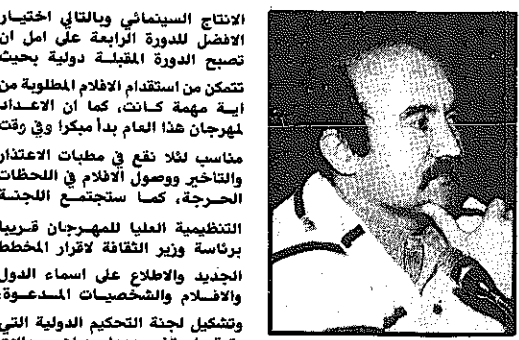 الانتاج السينمائي وبالتالي اختيار
الافضل للدورة الرابعة على امل ان
تصبح الدورة المقبلة دولية بحيث
تتمكن من استقدام الافلام المطلوبة من
اية مهمة كانت، كما ان الاعداد
لمهرجان هذا العام بدأ مبكرا وفي وقت
مناسب لئلا نقع في مطبات الاعتذار
والتاخير ووصول الافلام في اللحظات
الحرجة، كما ستجتمع اللجنة
التنظيمية العليا للمهرجان قريبا
برئاسة وزير الثقافة لاقرار المخطط
الجديد والاطلاع على اسماء الدول
والافلام والشخصيات المدعوة،
وتشكيل لجنة التحكيم الدولية التي